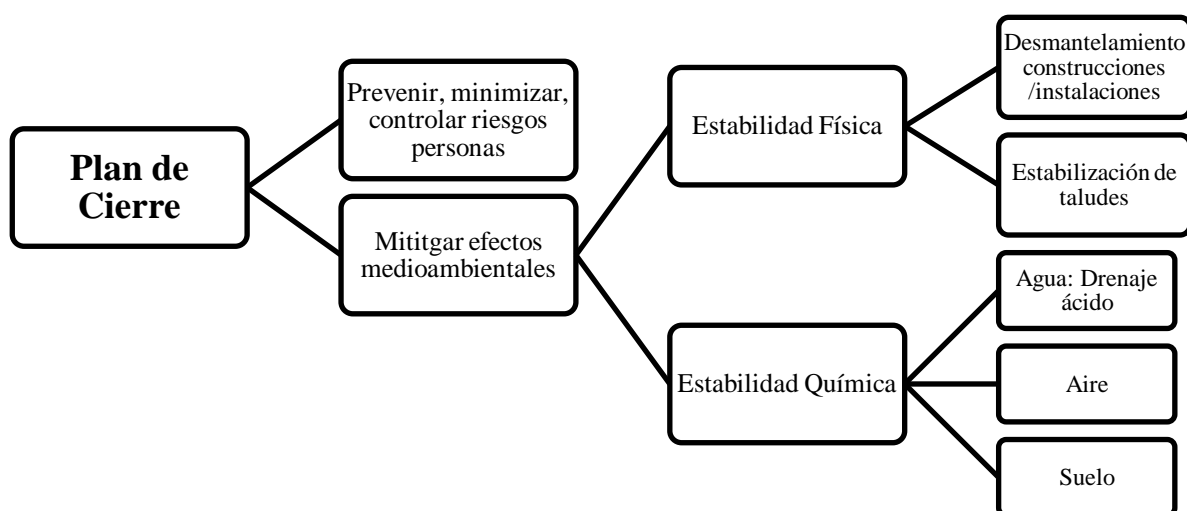 Plan de
Cierre
Prevenir, minimizar,
controlar riesgos
personas
Mititgar efectos
medioambientales
Estabilidad Física
Desmantelamiento
construcciones
/instalaciones
Estabilización de
taludes
Estabilidad Química
Agua: Drenaje
ácido
Aire
Suelo